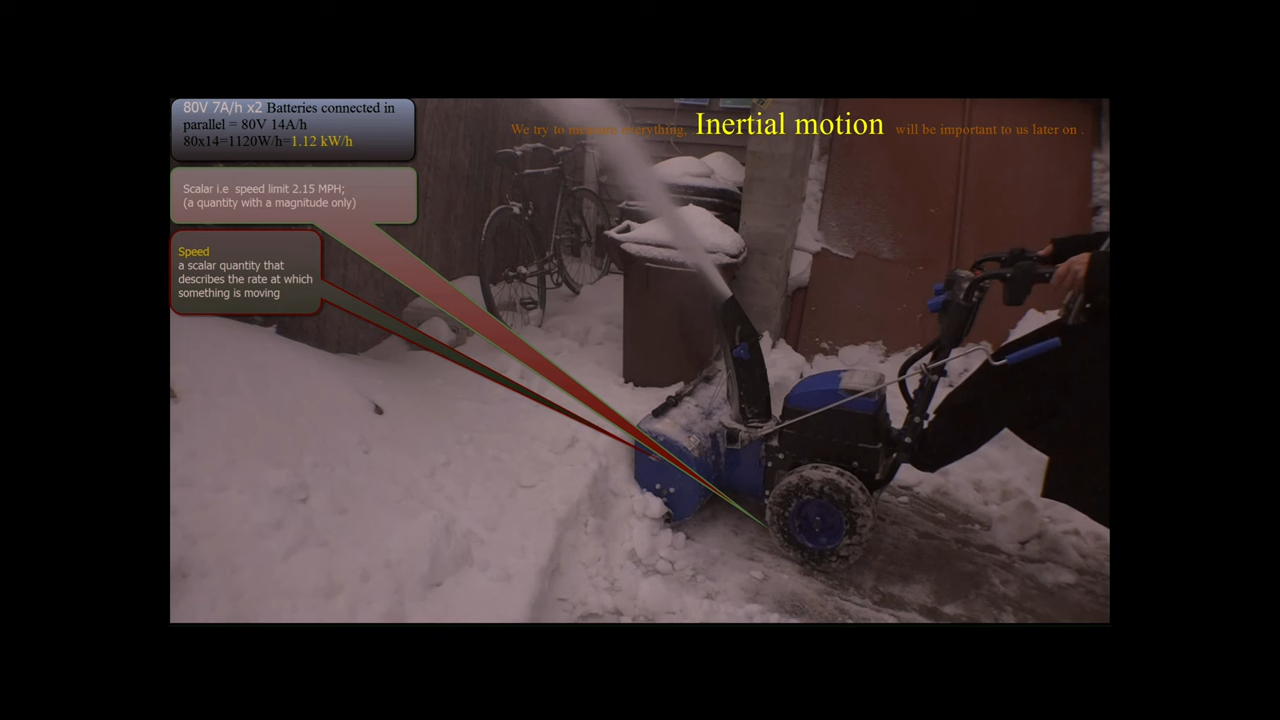 80V 7A/h x2 Batteries connected in
parallel = 80V 14A/h
80x14=1120W/h=1.12 kW/h
We try to measure everything, Inertial motion will be important to us later on .
Scalar i.e speed limit 2.15 MPH;
(a quantity with a magnitude only)
Speed
a scalar quantity that
describes the rate at which
something is moving